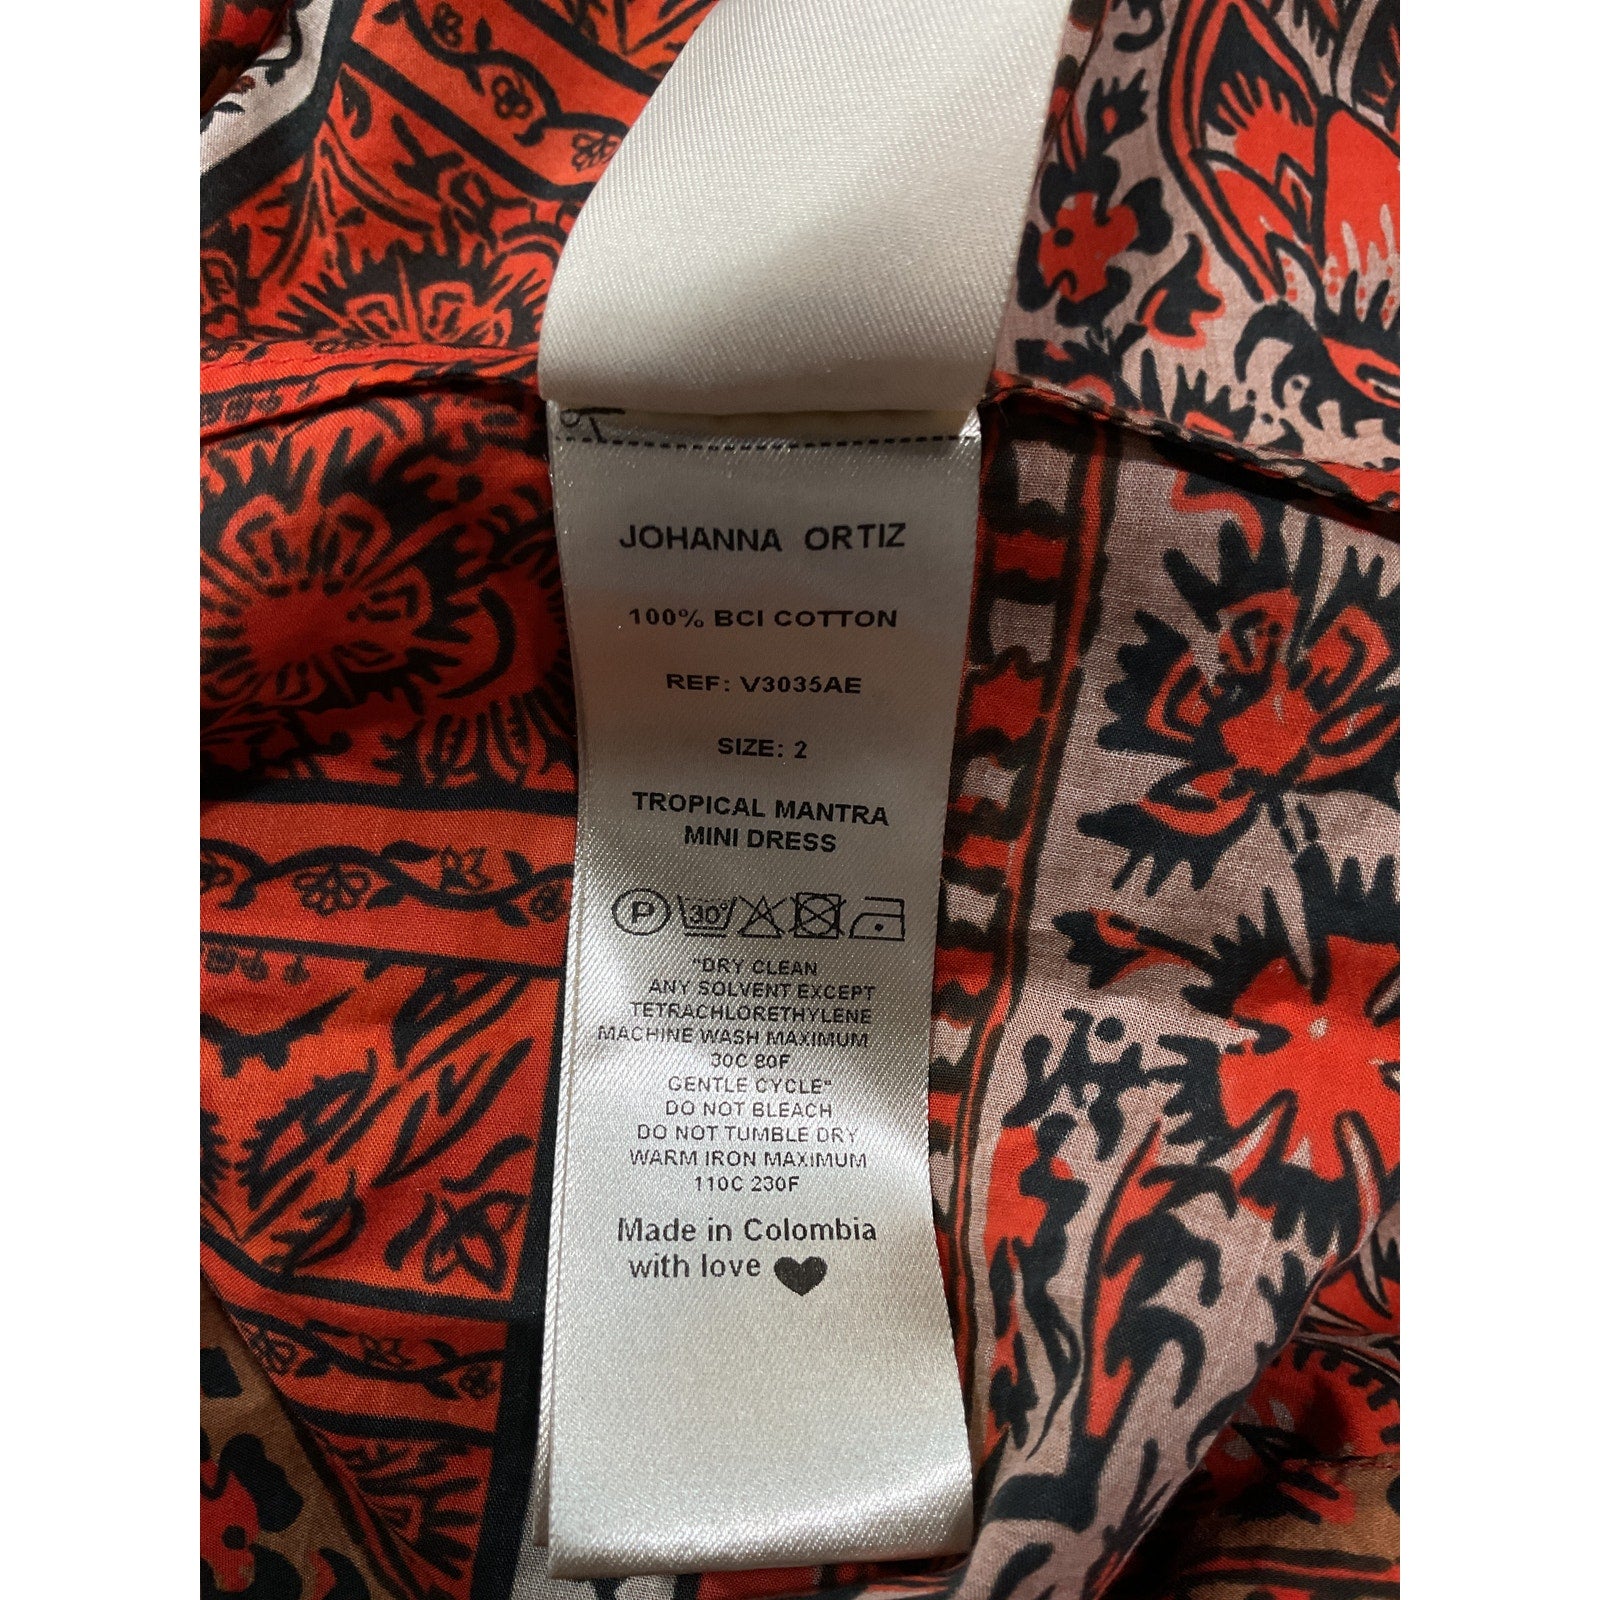 JOHANNA ORTIZ
100% BCI COTTON
REF: V3035AE
SIZE: 2
TROPICAL MANTRA
MINI DRESS
P 30°
"DRY CLEAN
ANY SOLVENT EXCEPT
TETRACHLORETHYLENE
MACHINE WASH MAXIMUM
30C 80F
GENTLE CYCLE"
DO NOT BLEACH
DO NOT TUMBLE DRY
WARM IRON MAXIMUM
110C 230F
Made in Colombia
with love